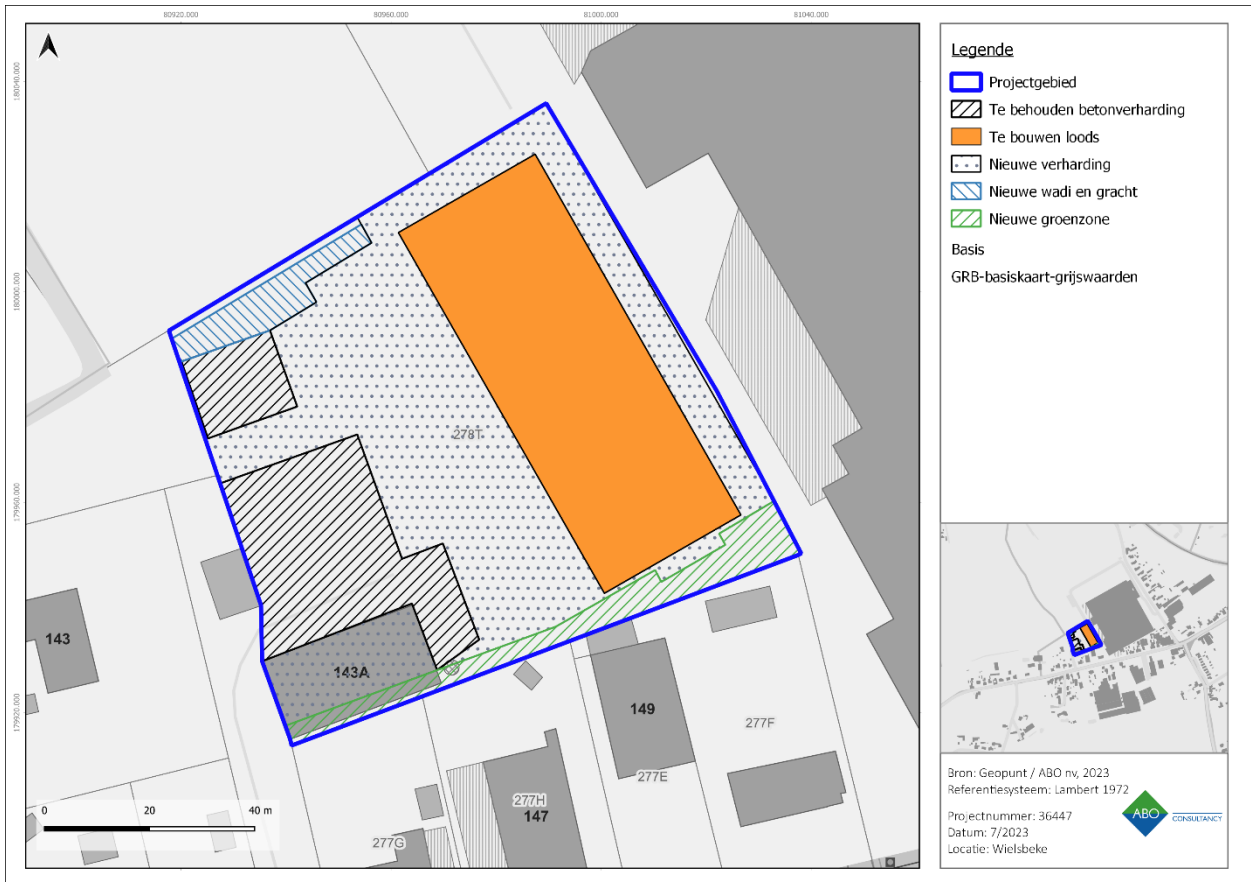 80920.000 80960.000 81000.000 81040.000
180040.000
180000.000
179960.000
179920.000
278T
143
143A
149
277F
277E
277H
147
277G
0 20 40 m
Legende
Projectgebied
Te behouden betonverharding
Te bouwen loods
Nieuwe verharding
Nieuwe wadi en gracht
Nieuwe groenzone
Basis
GRB-basiskaart-grijswaarden
Bron: Geopunt / ABO nv, 2023
Referentiesysteem: Lambert 1972
Projectnummer: 36447
Datum: 7/2023
Locatie: Wielsbeke
ABO CONSULTANCY